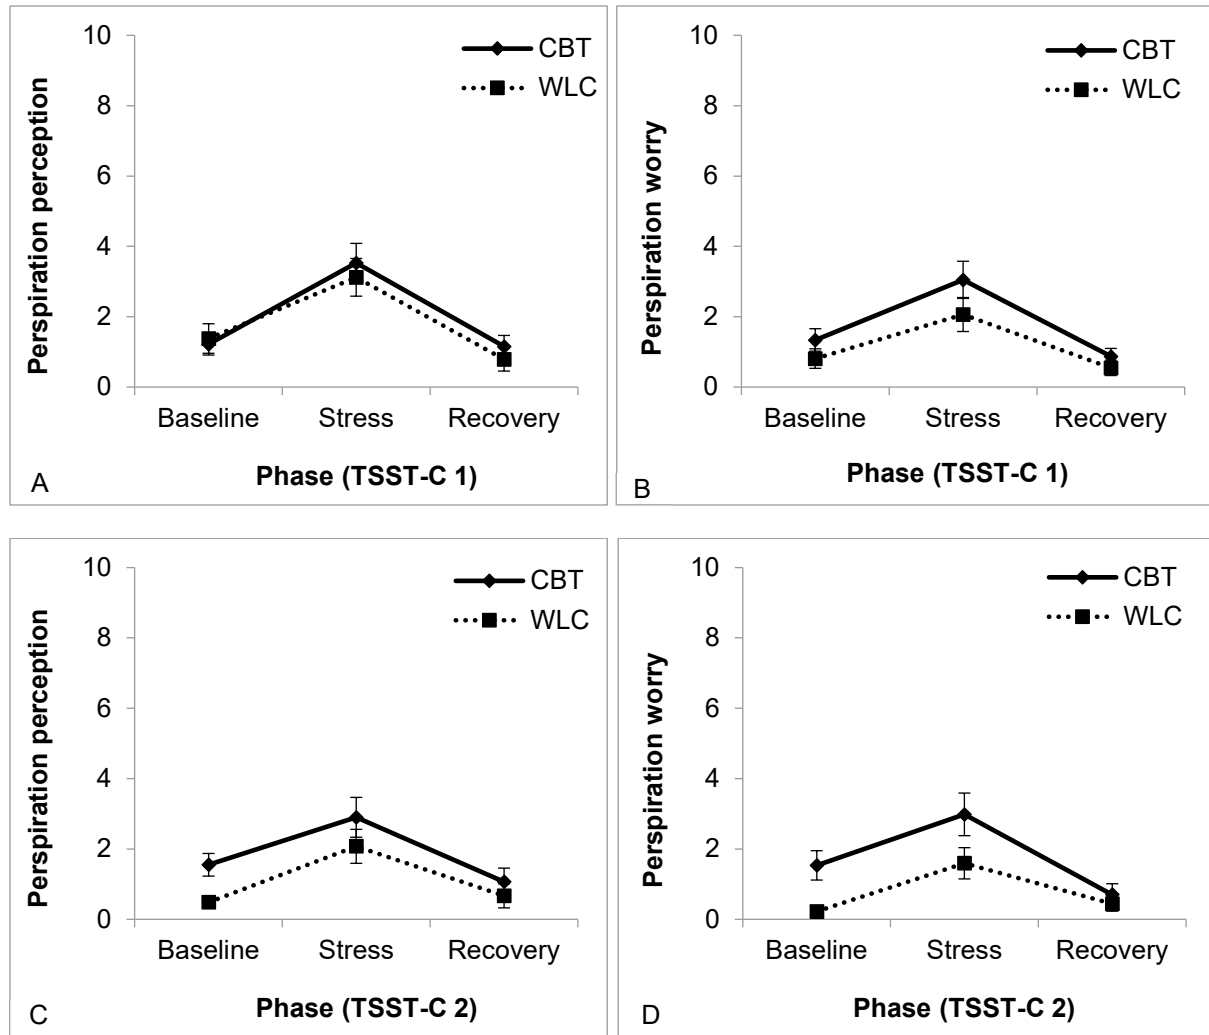 10
8
6
4
2
0
Perspiration perception
CBT
WLC
Baseline Stress Recovery
Phase (TSST-C 1)
A
10
8
6
4
2
0
Perspiration worry
CBT
WLC
Baseline Stress Recovery
Phase (TSST-C 1)
B
10
8
6
4
2
0
Perspiration perception
CBT
WLC
Baseline Stress Recovery
Phase (TSST-C 2)
C
10
8
6
4
2
0
Perspiration worry
CBT
WLC
Baseline Stress Recovery
Phase (TSST-C 2)
D